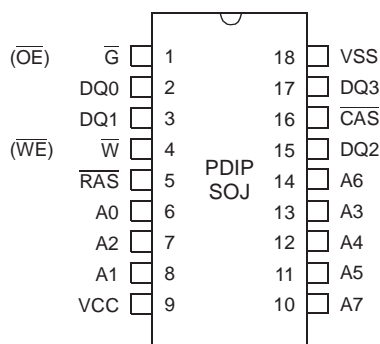 (OE) G 1 18 VSS
DQ0 2 17 DQ3
DQ1 3 16 CAS
(WE) W 4 15 DQ2
RAS 5 14 A6
PDIP
SOJ
A0 6 13 A3
A2 7 12 A4
A1 8 11 A5
VCC 9 10 A7